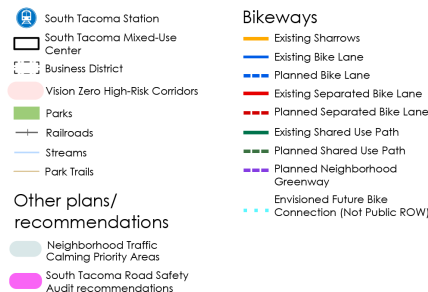 South Tacoma Station
South Tacoma Mixed-Use
Center
Business District
Vision Zero High-Risk Corridors
Parks
Railroads
Streams
Park Trails
Other plans/
recommendations
Neighborhood Traffic
Calming Priority Areas
South Tacoma Road Safety
Audit recommendations
Bikeways
Existing Sharrows
Existing Bike Lane
Planned Bike Lane
Existing Separated Bike Lane
Planned Separated Bike Lane
Existing Shared Use Path
Planned Shared Use Path
Planned Neighborhood
Greenway
Envisioned Future Bike
Connection (Not Public ROW)